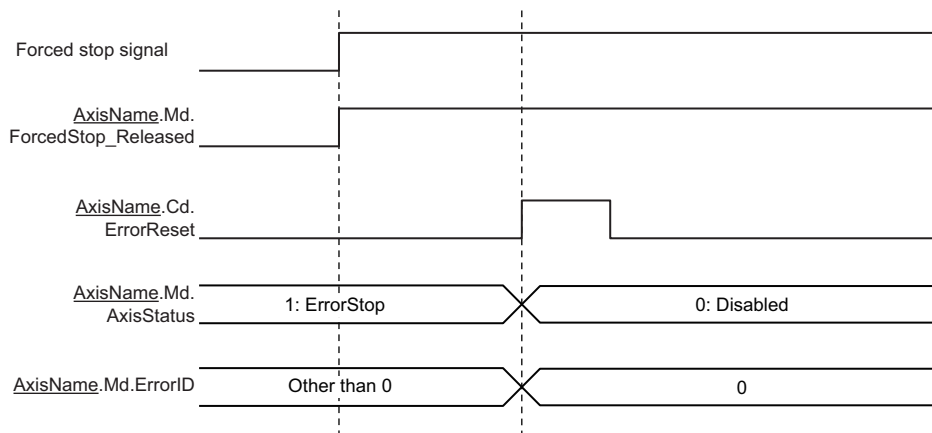 Forced stop signal
AxisName.Md.
ForcedStop_Released
AxisName.Cd.
ErrorReset
AxisName.Md.
AxisStatus
1: ErrorStop
0: Disabled
AxisName.Md.ErrorID
Other than 0
0